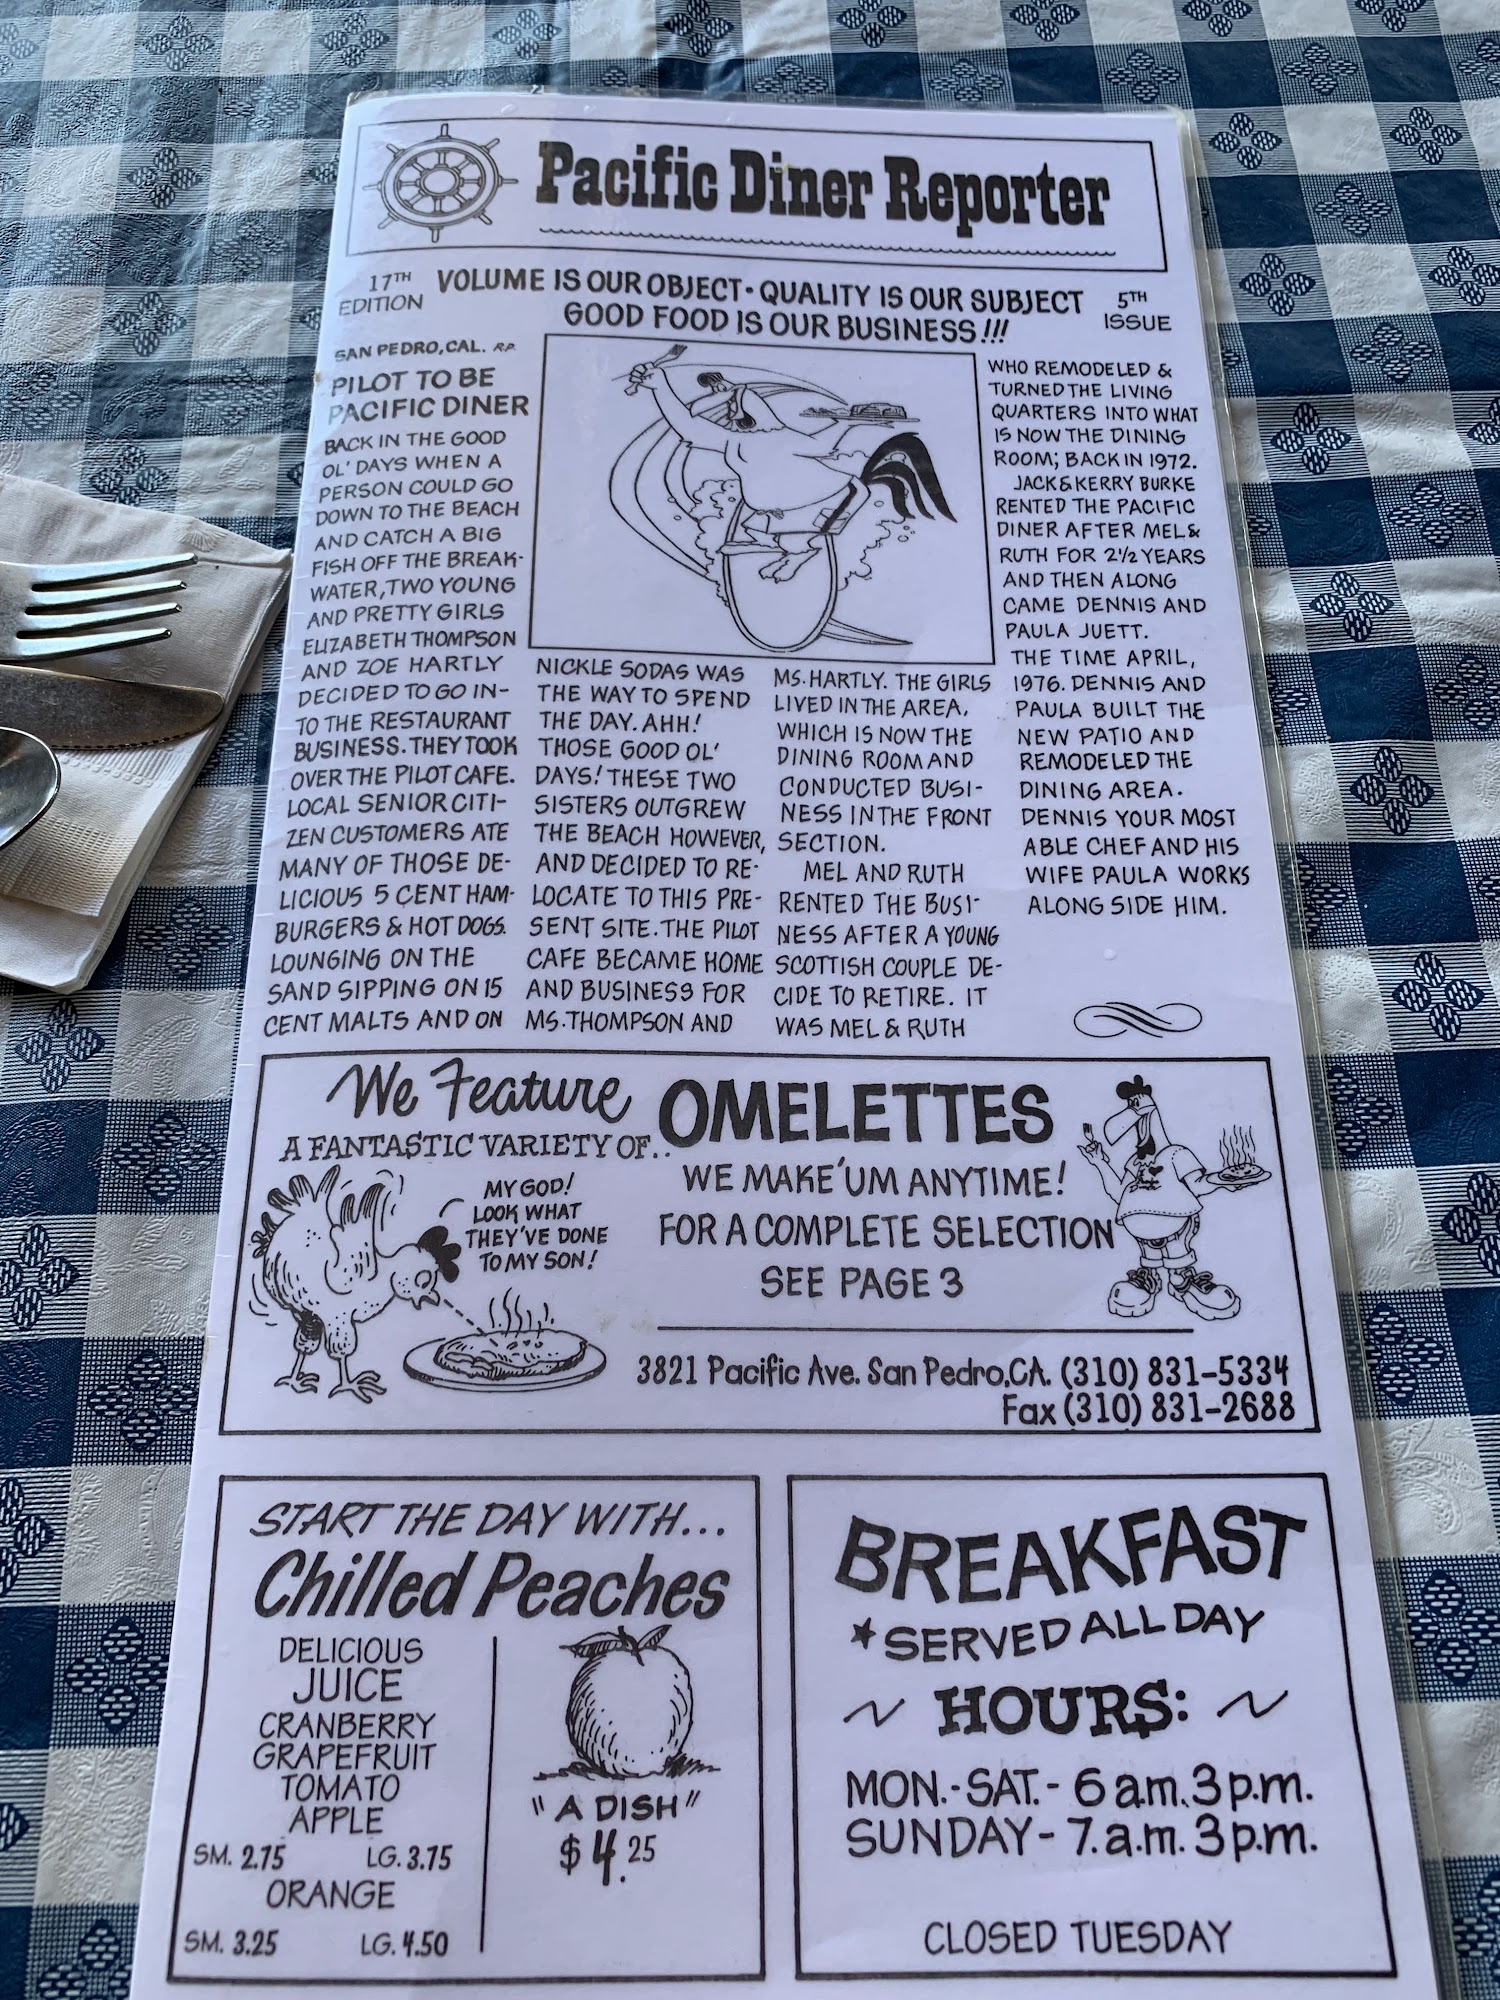 Pacific Diner Reporter
17TH EDITION
VOLUME IS OUR OBJECT • QUALITY IS OUR SUBJECT
GOOD FOOD IS OUR BUSINESS!!!
5TH ISSUE
SAN PEDRO, CAL. R.P.
PILOT TO BE
PACIFIC DINER
BACK IN THE GOOD
OL' DAYS WHEN A
PERSON COULD GO
DOWN TO THE BEACH
AND CATCH A BIG
FISH OFF THE BREAK-
WATER, TWO YOUNG
AND PRETTY GIRLS
ELIZABETH THOMPSON
AND ZOE HARTLY
DECIDED TO GO IN-
TO THE RESTAURANT
BUSINESS. THEY TOOK
OVER THE PILOT CAFE.
LOCAL SENIOR CITI-
ZEN CUSTOMERS ATE
MANY OF THOSE DE-
LICIOUS 5 CENT HAM-
BURGERS & HOT DOGS.
LOUNGING ON THE
SAND SIPPING ON 15
CENT MALTS AND ON
NICKLE SODAS WAS
THE WAY TO SPEND
THE DAY. AHH!
THOSE GOOD OL'
DAYS! THESE TWO
SISTERS OUTGREW
THE BEACH HOWEVER,
AND DECIDED TO RE-
LOCATE TO THIS PRE-
SENT SITE. THE PILOT
CAFE BECAME HOME
AND BUSINESS FOR
MS. THOMPSON AND
MS. HARTLY. THE GIRLS
LIVED IN THE AREA,
WHICH IS NOW THE
DINING ROOM AND
CONDUCTED BUSI-
NESS IN THE FRONT
SECTION.
MEL AND RUTH
RENTED THE BUSI-
NESS AFTER A YOUNG
SCOTTISH COUPLE DE-
CIDE TO RETIRE. IT
WAS MEL & RUTH
WHO REMODELED &
TURNED THE LIVING
QUARTERS INTO WHAT
IS NOW THE DINING
ROOM; BACK IN 1972.
JACK & KERRY BURKE
RENTED THE PACIFIC
DINER AFTER MEL &
RUTH FOR 2½ YEARS
AND THEN ALONG
CAME DENNIS AND
PAULA JUETT.
THE TIME APRIL,
1976. DENNIS AND
PAULA BUILT THE
NEW PATIO AND
REMODELED THE
DINING AREA.
DENNIS YOUR MOST
ABLE CHEF AND HIS
WIFE PAULA WORKS
ALONG SIDE HIM.
We Feature
A FANTASTIC VARIETY OF..
OMELETTES
MY GOD!
LOOK WHAT
THEY'VE DONE
TO MY SON!
WE MAKE'UM ANYTIME!
FOR A COMPLETE SELECTION
SEE PAGE 3
3821 Pacific Ave. San Pedro, CA. (310) 831-5334
Fax (310) 831-2688
START THE DAY WITH...
Chilled Peaches
DELICIOUS
JUICE
CRANBERRY
GRAPEFRUIT
TOMATO
APPLE
SM. 2.75 LG. 3.75
ORANGE
SM. 3.25 LG. 4.50
"A DISH"
$4.25
BREAKFAST
*SERVED ALL DAY
~ HOURS: ~
MON.-SAT.- 6 a.m. 3 p.m.
SUNDAY- 7. a.m. 3 p.m.
CLOSED TUESDAY